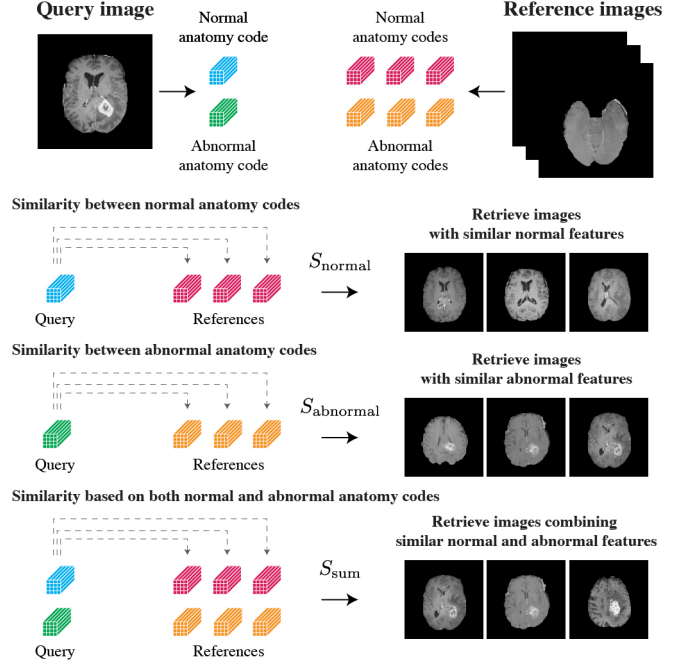 Query image
Normal
anatomy code
Abnormal
anatomy code
Normal
anatomy codes
Abnormal
anatomy codes
Reference images
Similarity between normal anatomy codes
Query
References
S_normal
Retrieve images
with similar normal features
Similarity between abnormal anatomy codes
Query
References
S_abnormal
Retrieve images
with similar abnormal features
Similarity based on both normal and abnormal anatomy codes
S_sum
Retrieve images combining
similar normal and abnormal features
Query
References